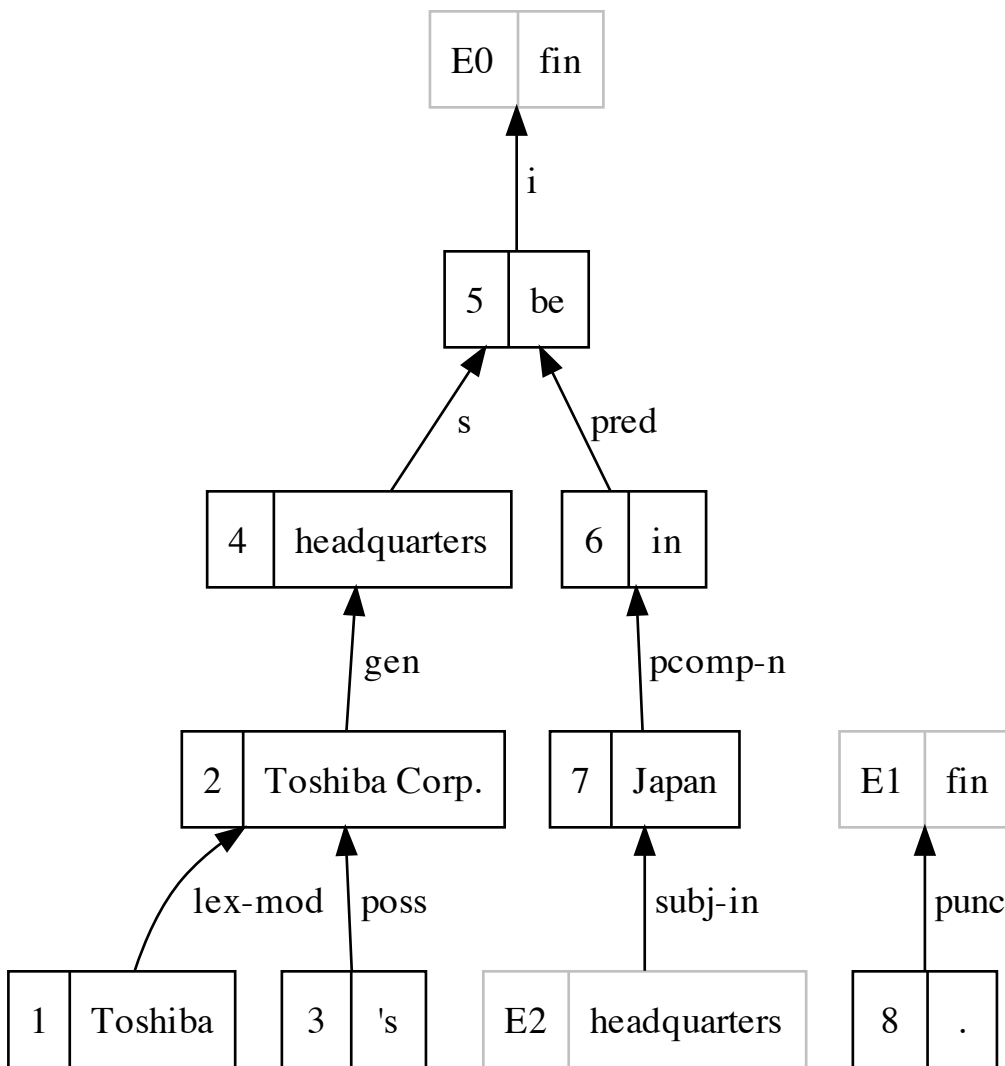 E0 fin
i
5 be
s pred
4 headquarters 6 in
gen pcomp-n
2 Toshiba Corp. 7 Japan E1 fin
lex-mod poss subj-in punc
1 Toshiba 3 's E2 headquarters 8 .